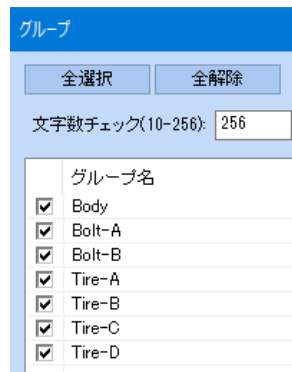 グループ
全選択 全解除
文字数チェック(10-256): 256
グループ名
Body
Bolt-A
Bolt-B
Tire-A
Tire-B
Tire-C
Tire-D